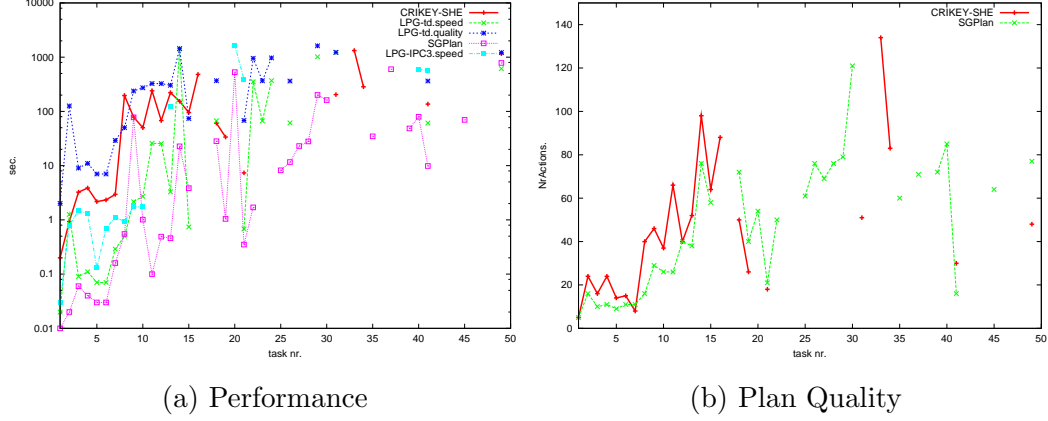 10000
1000
100
10
1
0.1
0.01
sec.
5
10
15
20
25
30
35
40
45
50
task nr.
CRIKEY-SHE
LPG-td.speed
LPG-td.quality
SGPlan
LPG-IPC3.speed
(a) Performance
140
120
100
80
60
40
20
0
NrActions.
5
10
15
20
25
30
35
40
45
50
task nr.
CRIKEY-SHE
SGPlan
(b) Plan Quality